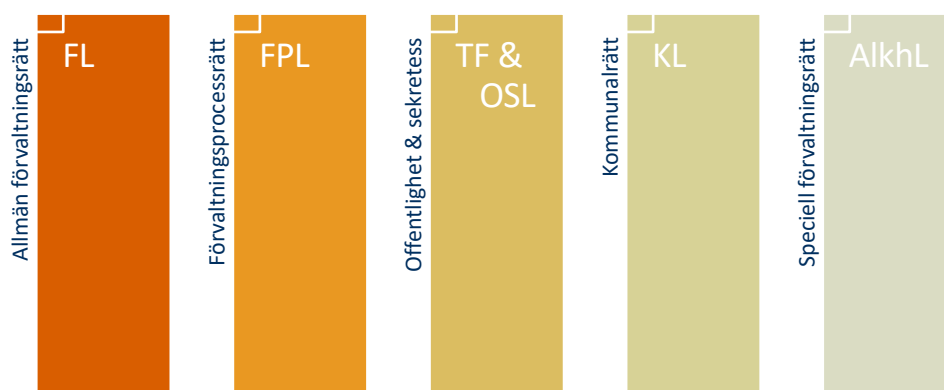 Allmän förvaltningsrätt
FL
Förvaltningsprocessrätt
FPL
Offentlighet & sekretess
TF &
OSL
Kommunalrätt
KL
Speciell förvaltningsrätt
AlkhL